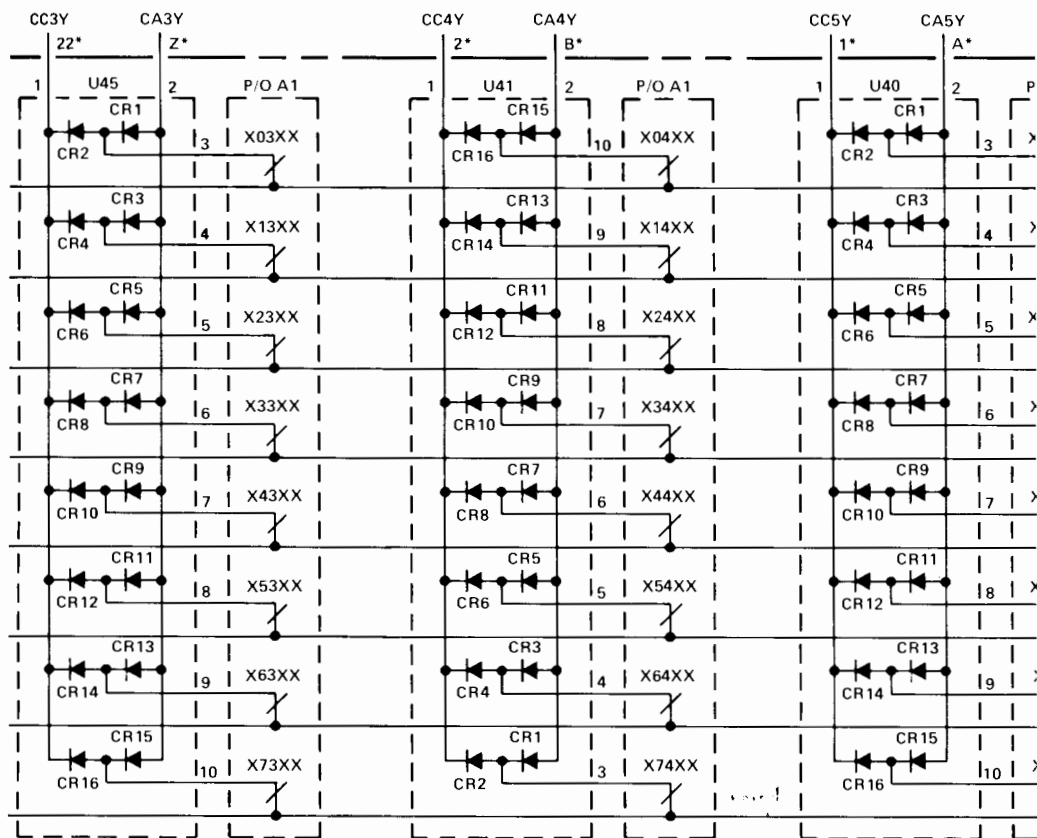 CC3Y CA3Y CC4Y CA4Y CC5Y CA5Y
22* Z* 2* B* 1* A*
1 U45 2 P/O A1 1 U41 2 P/O A1 1 U40 2 P
CR1 CR15 CR1
3 X03XX 10 X04XX 3 X
CR2 CR16 CR2
CR3 CR13 CR3
4 X13XX 9 X14XX 4 X
CR4 CR14 CR4
CR5 CR11 CR5
5 X23XX 8 X24XX 5 X
CR6 CR12 CR6
CR7 CR9 CR7
6 X33XX 7 X34XX 6 X
CR8 CR10 CR8
CR9 CR7 CR9
7 X43XX 6 X44XX 7 X
CR10 CR8 CR10
CR11 CR5 CR11
8 X53XX 5 X54XX 8 X
CR12 CR6 CR12
CR13 CR3 CR13
9 X63XX 4 X64XX 9 X
CR14 CR4 CR14
CR15 CR1 CR15
10 X73XX 3 X74XX 10 X
CR16 CR2 CR16